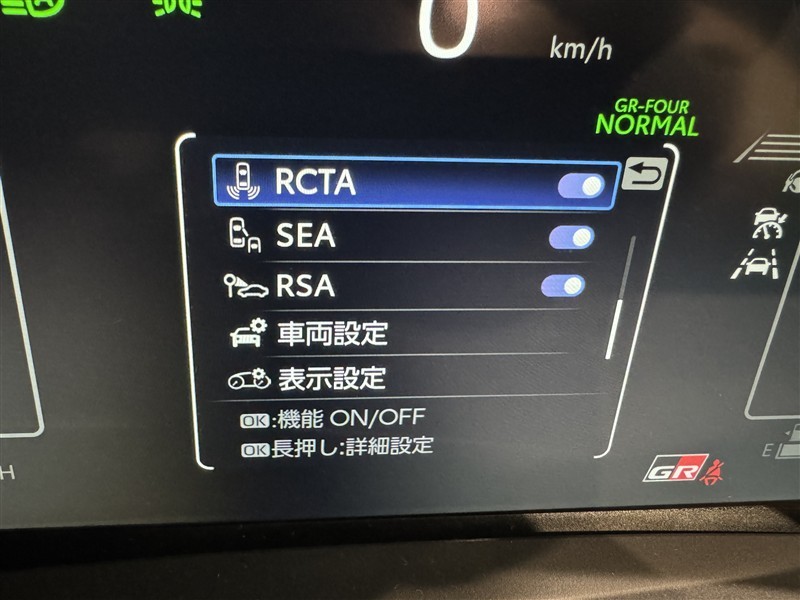 0
km/h
GR-FOUR
NORMAL
RCTA
SEA
RSA
車両設定
表示設定
OK:機能 ON/OFF
OK長押し:詳細設定
GR
H
E